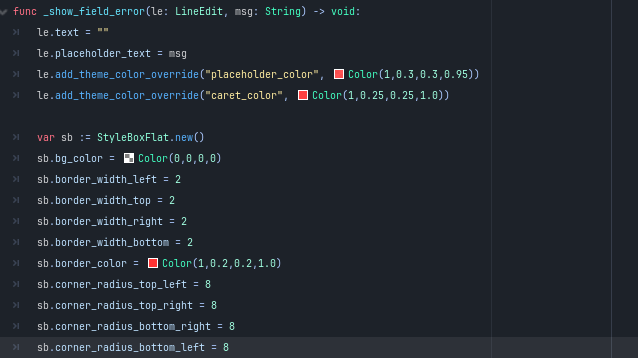 func _show_field_error(le: LineEdit, msg: String) -> void:
le.text = ""
le.placeholder_text = msg
le.add_theme_color_override("placeholder_color", Color(1,0.3,0.3,0.95))
le.add_theme_color_override("caret_color", Color(1,0.25,0.25,1.0))
var sb := StyleBoxFlat.new()
sb.bg_color = Color(0,0,0,0)
sb.border_width_left = 2
sb.border_width_top = 2
sb.border_width_right = 2
sb.border_width_bottom = 2
sb.border_color = Color(1,0.2,0.2,1.0)
sb.corner_radius_top_left = 8
sb.corner_radius_top_right = 8
sb.corner_radius_bottom_right = 8
sb.corner_radius_bottom_left = 8